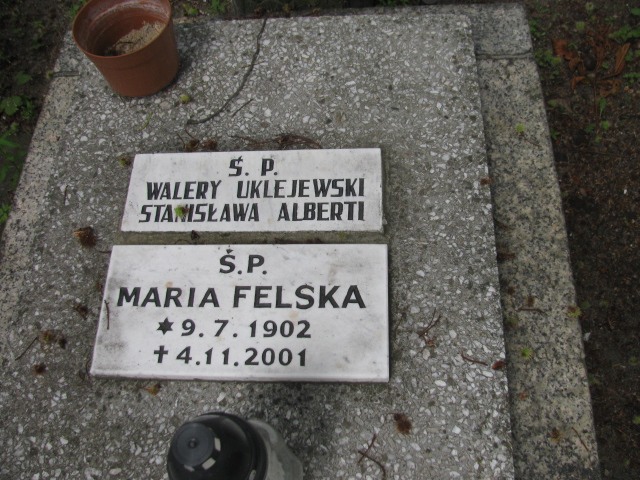 Ś. P.
WALERY UKLEJEWSKI
STANISŁAWA ALBERTI
Ś.P.
MARIA FELSKA
✶ 9. 7. 1902
✝ 4.11.2001